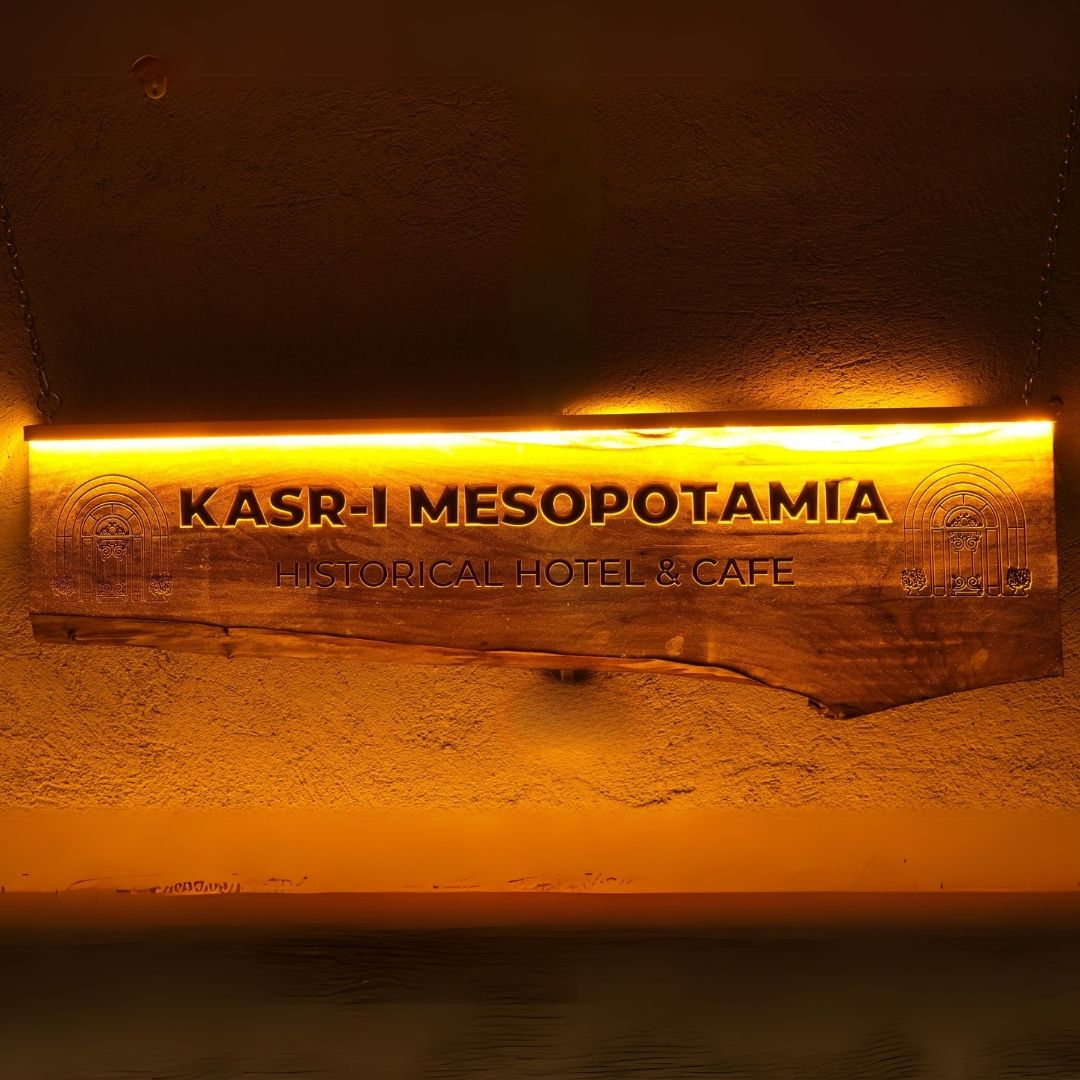 KASR-I MESOPOTAMIA
HISTORICAL HOTEL & CAFE